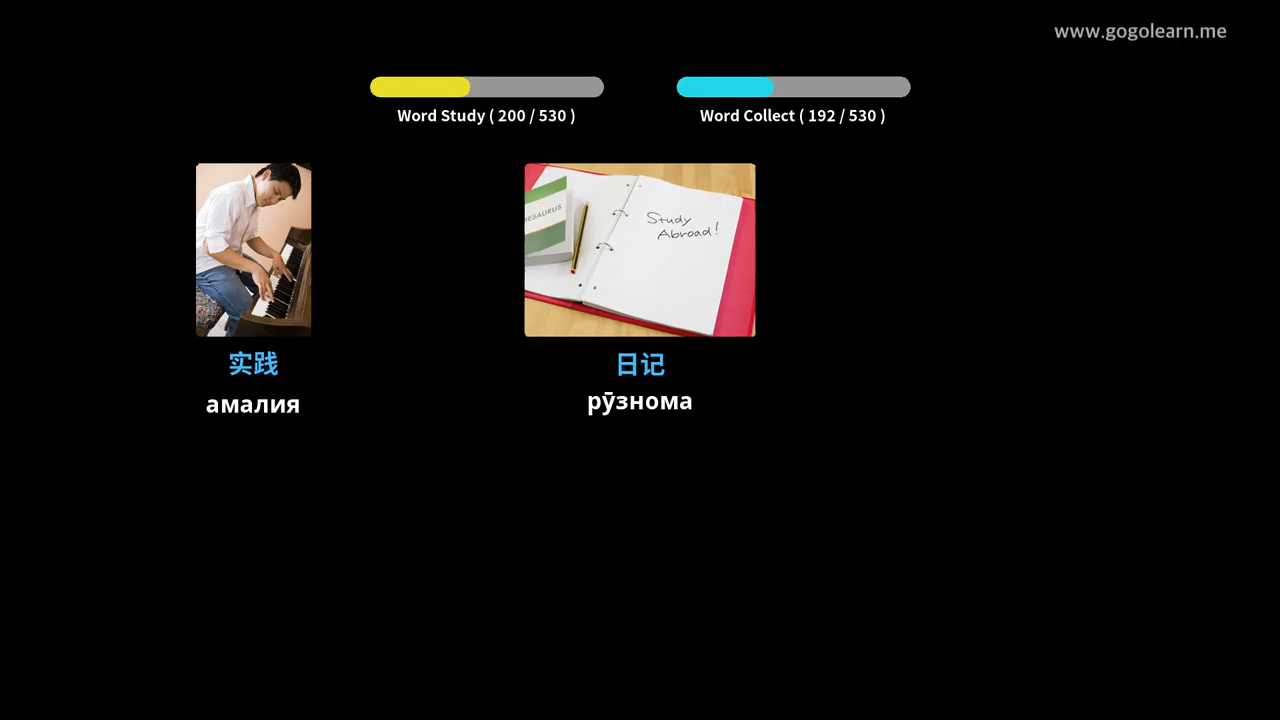 www.gogolearn.me
Word Study ( 200 / 530 )
Word Collect ( 192 / 530 )
HESAURUS
Study
Abroad!
实践
日记
амалия
рӯзнома